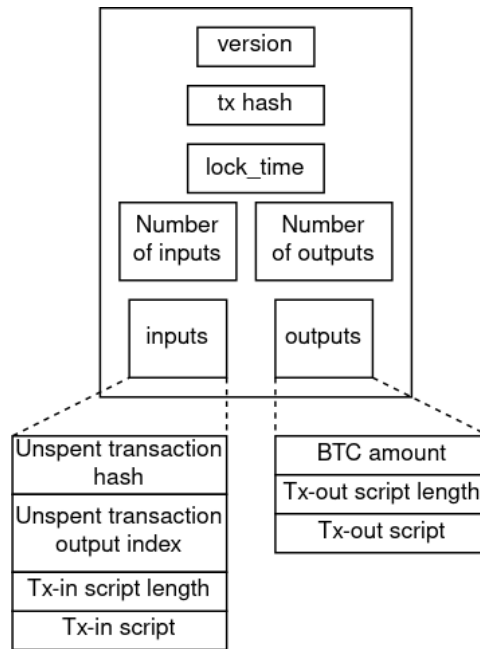 version
tx hash
lock_time
Number
of inputs
Number
of outputs
inputs
outputs
Unspent transaction
hash
Unspent transaction
output index
Tx-in script length
Tx-in script
BTC amount
Tx-out script length
Tx-out script